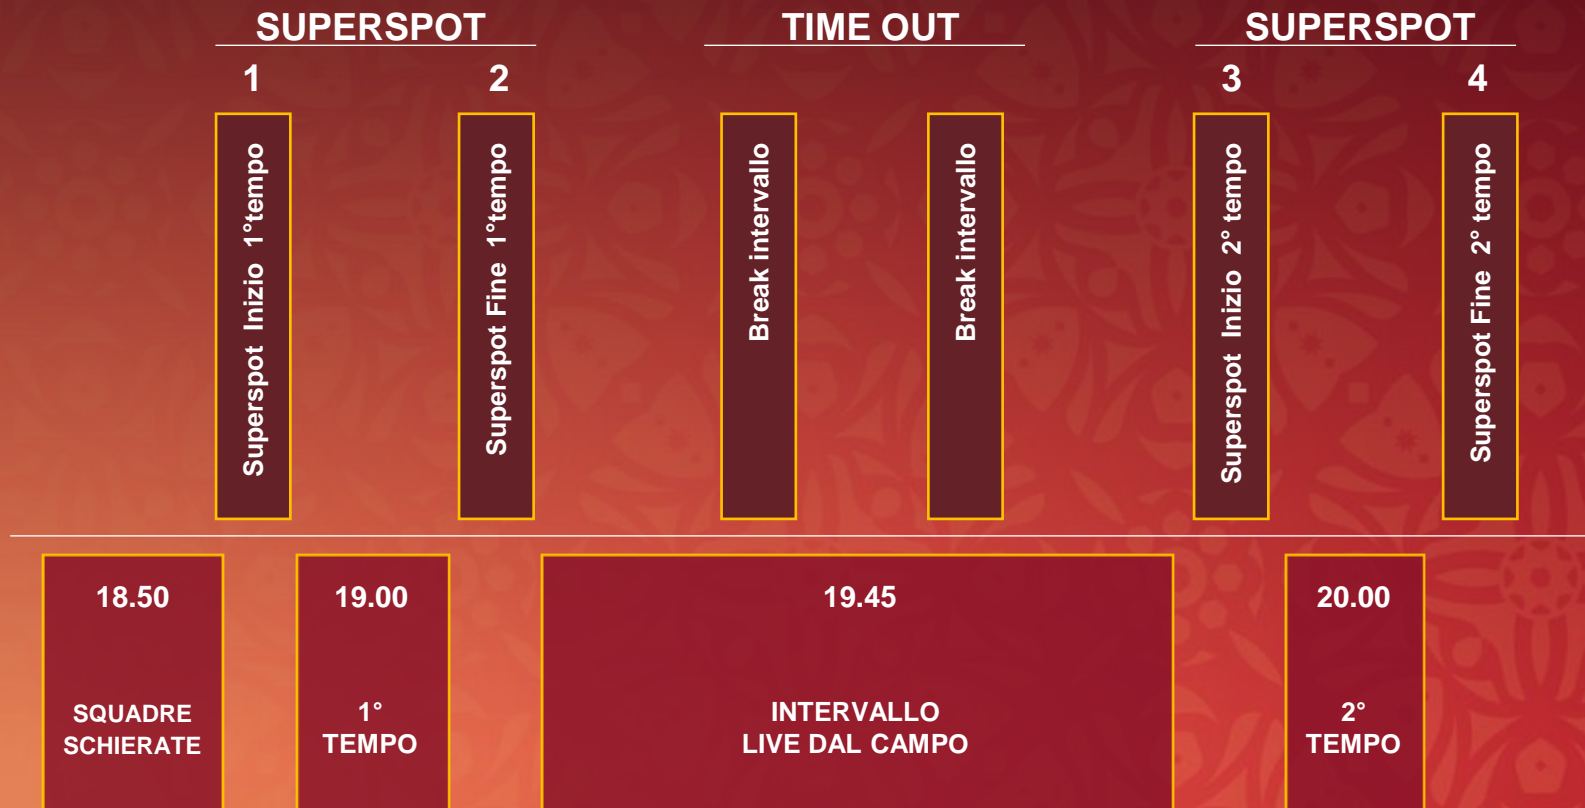 SUPERSPOT
TIME OUT
SUPERSPOT
1
2
3
4
Superspot Inizio 1°tempo
Superspot Fine 1°tempo
Break intervallo
Break intervallo
Superspot Inizio 2° tempo
Superspot Fine 2° tempo
18.50
19.00
19.45
20.00
SQUADRE
SCHIERATE
1°
TEMPO
INTERVALLO
LIVE DAL CAMPO
2°
TEMPO